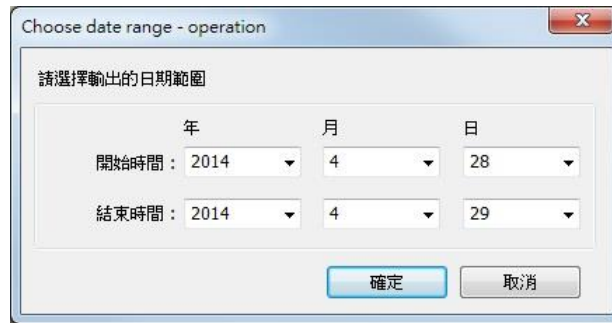 Choose date range - operation
請選擇輸出的日期範圍
年 月 日
開始時間： 2014 4 28
結束時間： 2014 4 29
確定 取消